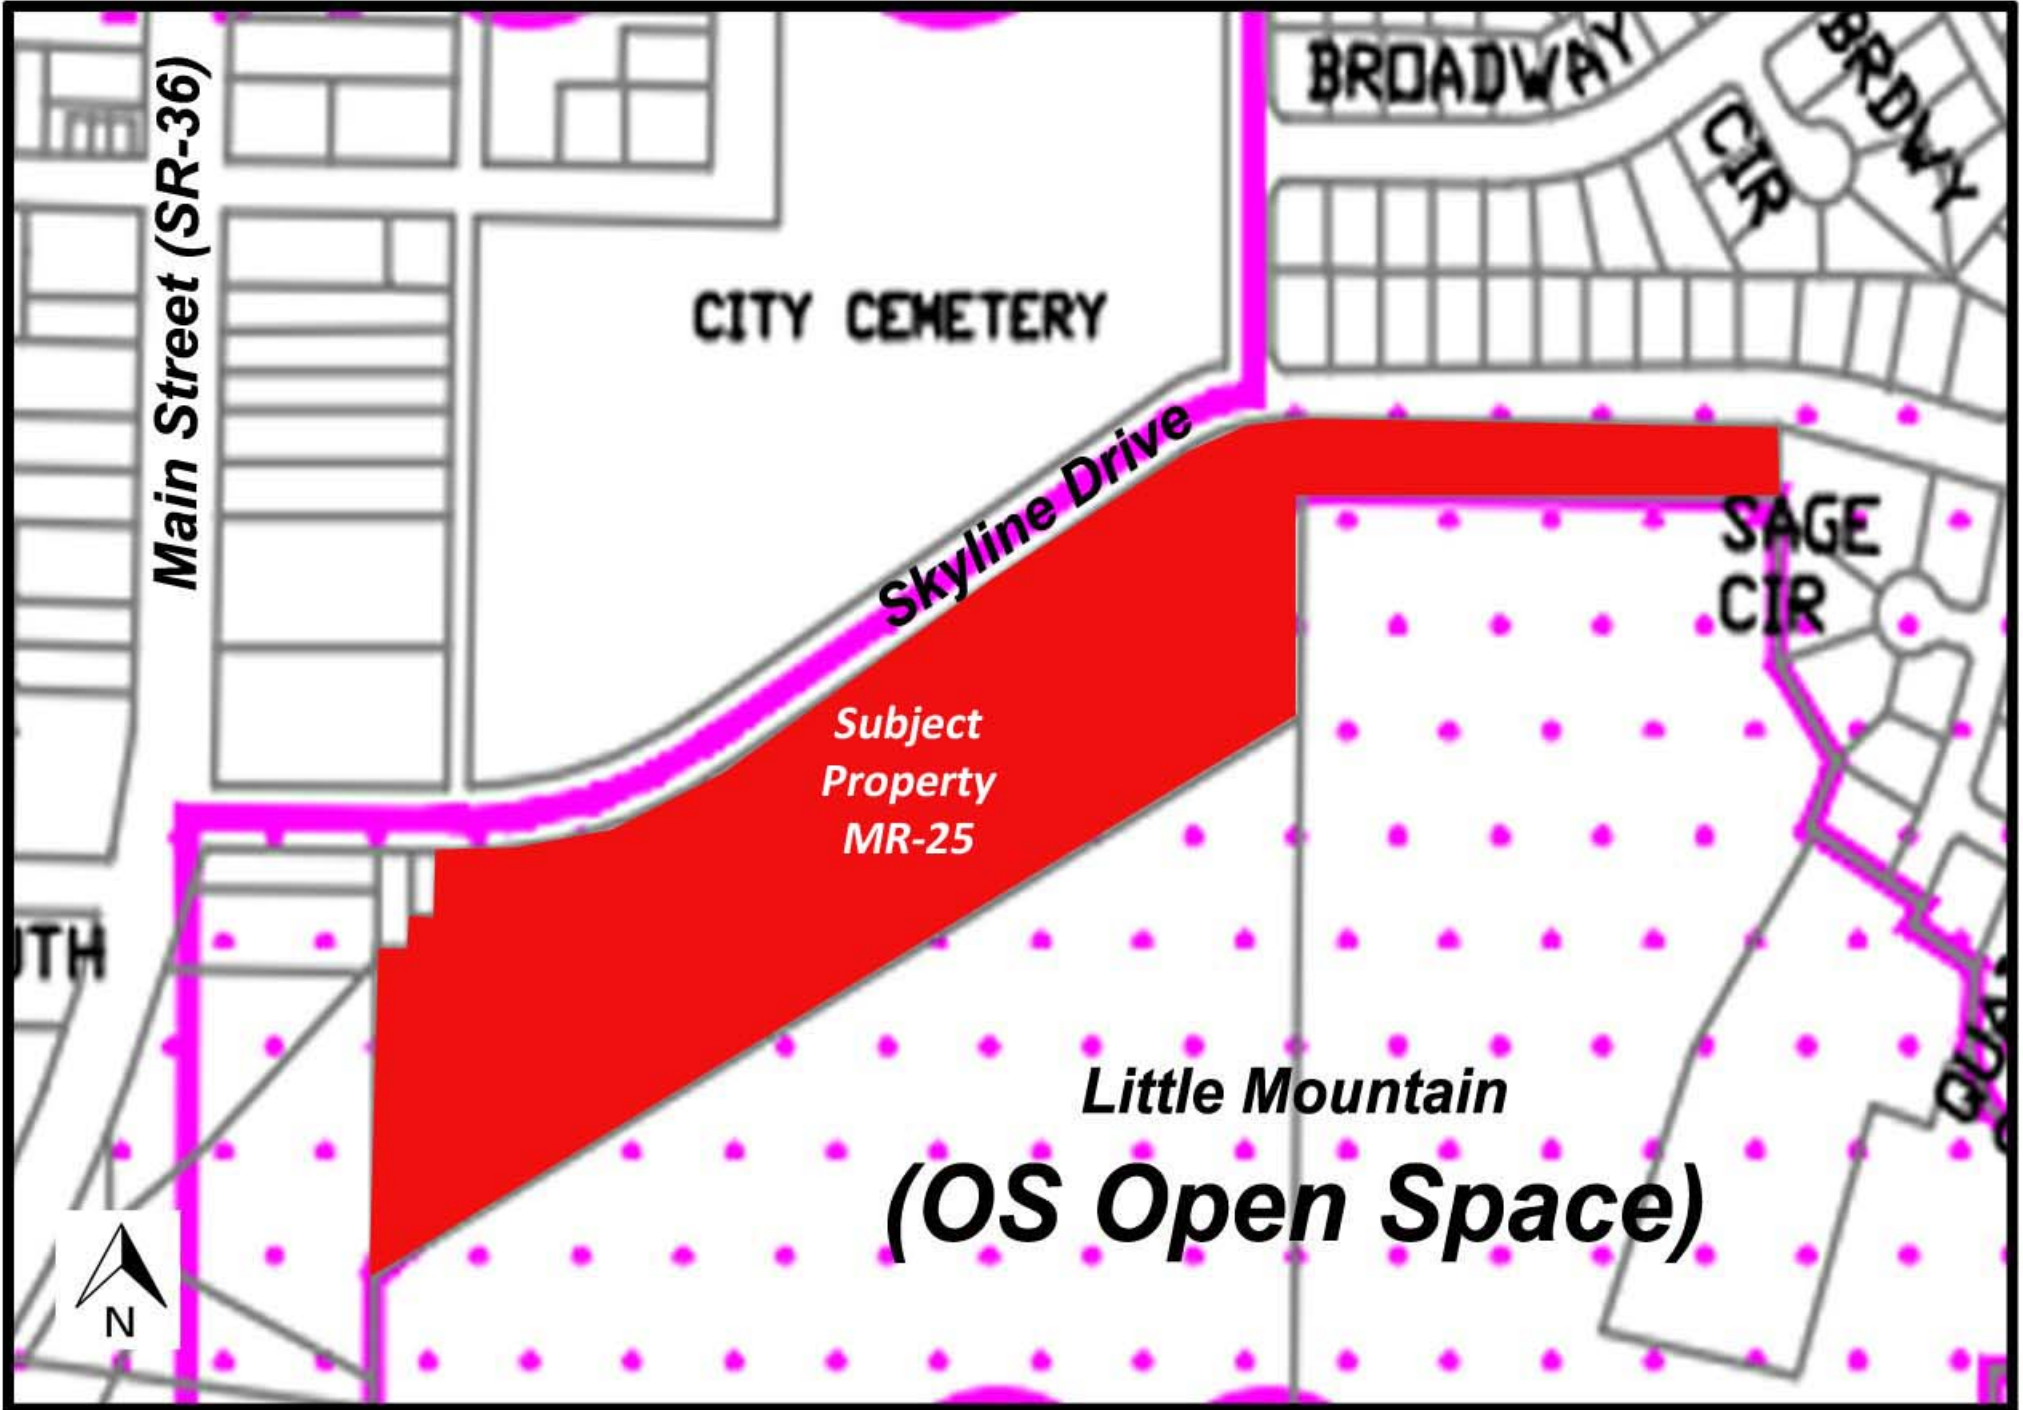 BROADWAY
BRDWY
CIR
Main Street (SR-36)
CITY CEMETERY
Skyline Drive
SAGE
CIR
Subject
Property
MR-25
UTH
Little Mountain
(OS Open Space)
N